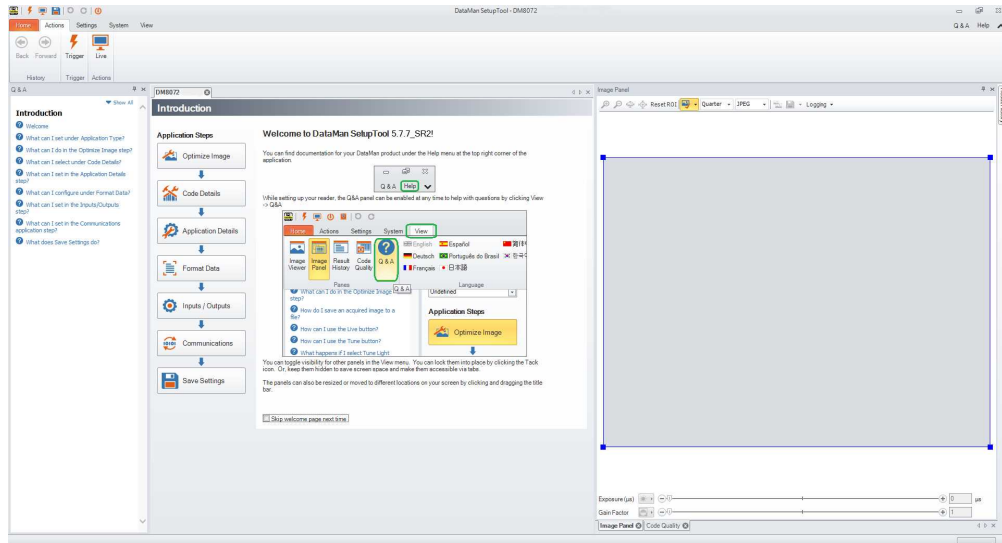 DataMan SetupTool - DM8072
Home Actions Settings System View
Q & A Help
Back Forward Trigger Live
History Trigger Actions
Q & A
Show All
Introduction
Welcome
What can I set under Application Type?
What can I do in the Optimize Image step?
What can I select under Code Details?
What can I set in the Application Details
step?
What can I configure under Format Data?
What can I set in the Inputs/Outputs
step?
What can I set in the Communications
application step?
What does Save Settings do?
DM8072
Introduction
Application Steps
Optimize Image
Code Details
Application Details
Format Data
Inputs / Outputs
Communications
Save Settings
Welcome to DataMan SetupTool 5.7.7_SR2!
You can find documentation for your DataMan product under the Help menu at the top right corner of the
application.
Q & A Help
While setting up your reader, the Q&A panel can be enabled at any time to help with questions by clicking View
-> Q&A
Home Actions Settings System View
Image Viewer
Image Panel
Result History
Code Quality
Q & A
English Español
Deutsch Português do Brasil
Français 日本語
Panes Language
Q & A
What can I do in the Optimize Image
step?
How do I save an acquired image to a
file?
How can I use the Live button?
How can I use the Tune button?
What happens if I select Tune Light
Undefined
Application Steps
Optimize Image
You can toggle visibility for other panels in the View menu. You can lock them into place by clicking the Tack
icon. Or, keep them hidden to save screen space and make them accessible via tabs.
The panels can also be resized or moved to different locations on your screen by clicking and dragging the title
bar.
Skip welcome page next time
Image Panel
Reset ROI Quarter JPEG Logging
Exposure (µs) 0 µs
Gain Factor 1
Image Panel Code Quality